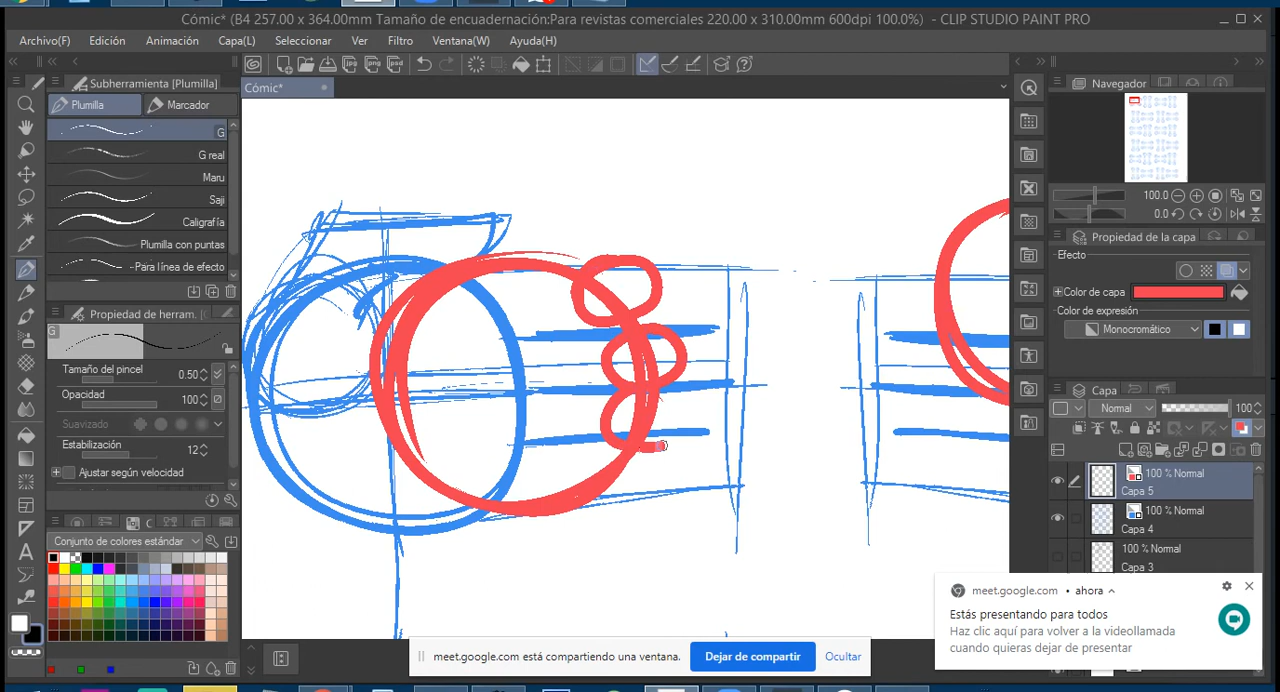 Cómic* (B4 257.00 x 364.00mm Tamaño de encuadernación:Para revistas comerciales 220.00 x 310.00mm 600dpi 100.0%) - CLIP STUDIO PAINT PRO
Archivo(F) Edición Animación Capa(L) Seleccionar Ver Filtro Ventana(W) Ayuda(H)
Subherramienta [Plumilla]
Cómic*
Navegador
Plumilla Marcador
G
G real
Maru
Saji
Caligrafía
Plumilla con puntas
Para línea de efecto
100.0
0.0
Propiedad de la capa
Efecto
Color de capa
Color de expresión
Monocromático
Propiedad de herram. [
G
Tamaño del pincel 0.50
Opacidad 100
Suavizado
Estabilización 12
Ajustar según velocidad
Conjunto de colores estándar
Capa
Normal 100
100 % Normal
Capa 5
100 % Normal
Capa 4
100 % Normal
Capa 3
meet.google.com • ahora
Estás presentando para todos
Haz clic aquí para volver a la videollamada
cuando quieras dejar de presentar
meet.google.com está compartiendo una ventana. Dejar de compartir Ocultar